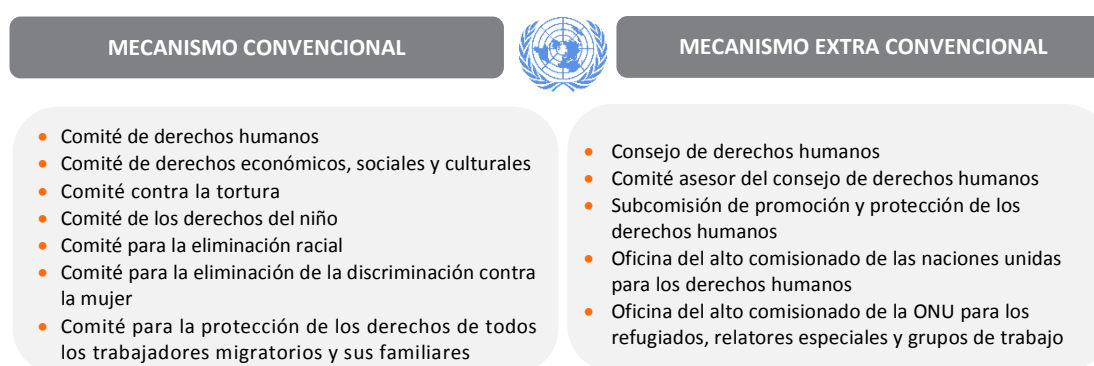 MECANISMO CONVENCIONAL
• Comité de derechos humanos
• Comité de derechos económicos, sociales y culturales
• Comité contra la tortura
• Comité de los derechos del niño
• Comité para la eliminación racial
• Comité para la eliminación de la discriminación contra
la mujer
• Comité para la protección de los derechos de todos
los trabajadores migratorios y sus familiares
MECANISMO EXTRA CONVENCIONAL
• Consejo de derechos humanos
• Comité asesor del consejo de derechos humanos
• Subcomisión de promoción y protección de los
derechos humanos
• Oficina del alto comisionado de las naciones unidas
para los derechos humanos
• Oficina del alto comisionado de la ONU para los
refugiados, relatores especiales y grupos de trabajo